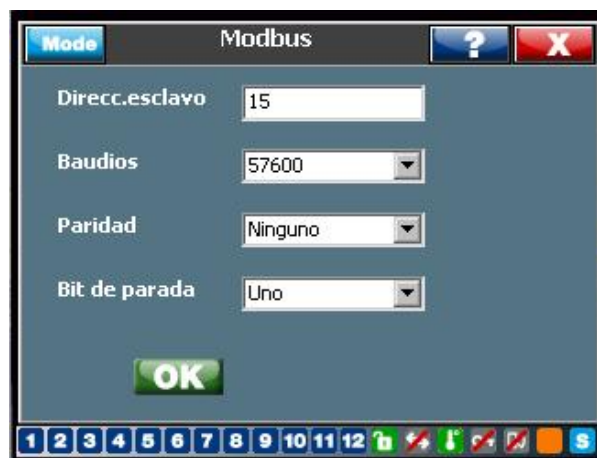 Mode Modbus ? X
Direcc.esclavo 15
Baudios 57600
Paridad Ninguno
Bit de parada Uno
OK
1 2 3 4 5 6 7 8 9 10 11 12 S